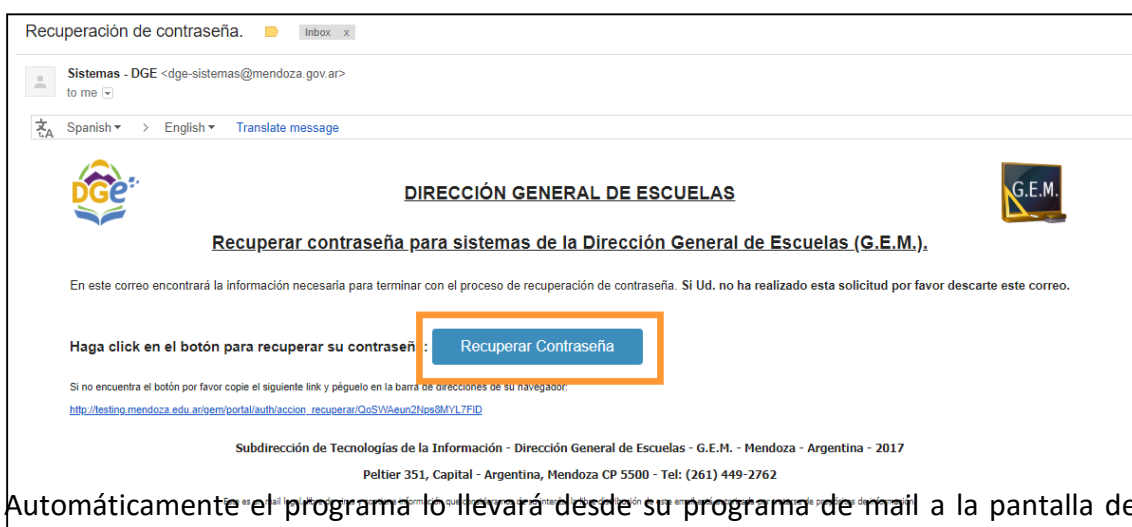 Recuperación de contraseña. Inbox x
Sistemas - DGE <dge-sistemas@mendoza.gov.ar>
to me
Spanish > English Translate message
DGE
DIRECCIÓN GENERAL DE ESCUELAS
G.E.M.
Recuperar contraseña para sistemas de la Dirección General de Escuelas (G.E.M.).
En este correo encontrará la información necesaria para terminar con el proceso de recuperación de contraseña. Si Ud. no ha realizado esta solicitud por favor descarte este correo.
Haga click en el botón para recuperar su contraseñ : Recuperar Contraseña
Si no encuentra el botón por favor copie el siguiente link y péguelo en la barra de direcciones de su navegador:
http://testing.mendoza.edu.ar/gem/portal/auth/accion_recuperar/QoSWAeun2Nps8MYL7FID
Subdirección de Tecnologías de la Información - Dirección General de Escuelas - G.E.M. - Mendoza - Argentina - 2017
Peltier 351, Capital - Argentina, Mendoza CP 5500 - Tel: (261) 449-2762
Automáticamente el programa lo llevará desde su programa de mail a la pantalla de